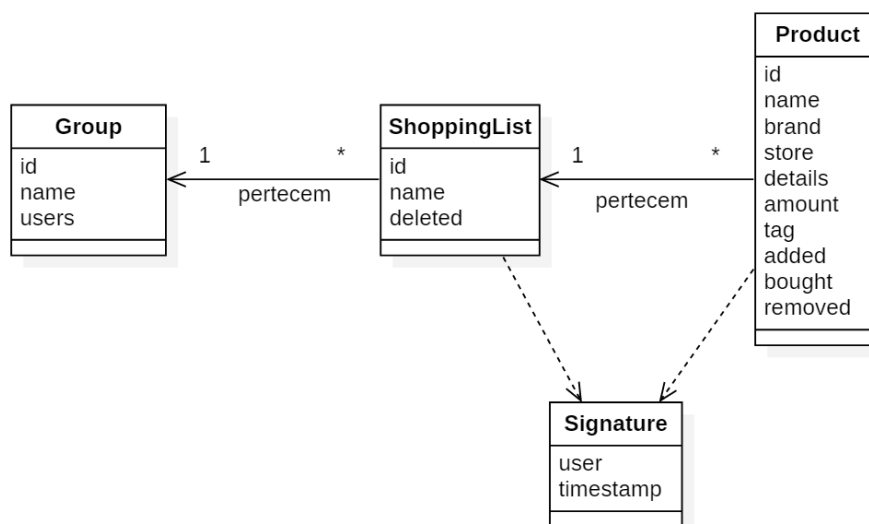 Group
id
name
users
1
*
pertecem
ShoppingList
id
name
deleted
1
*
pertecem
Product
id
name
brand
store
details
amount
tag
added
bought
removed
Signature
user
timestamp